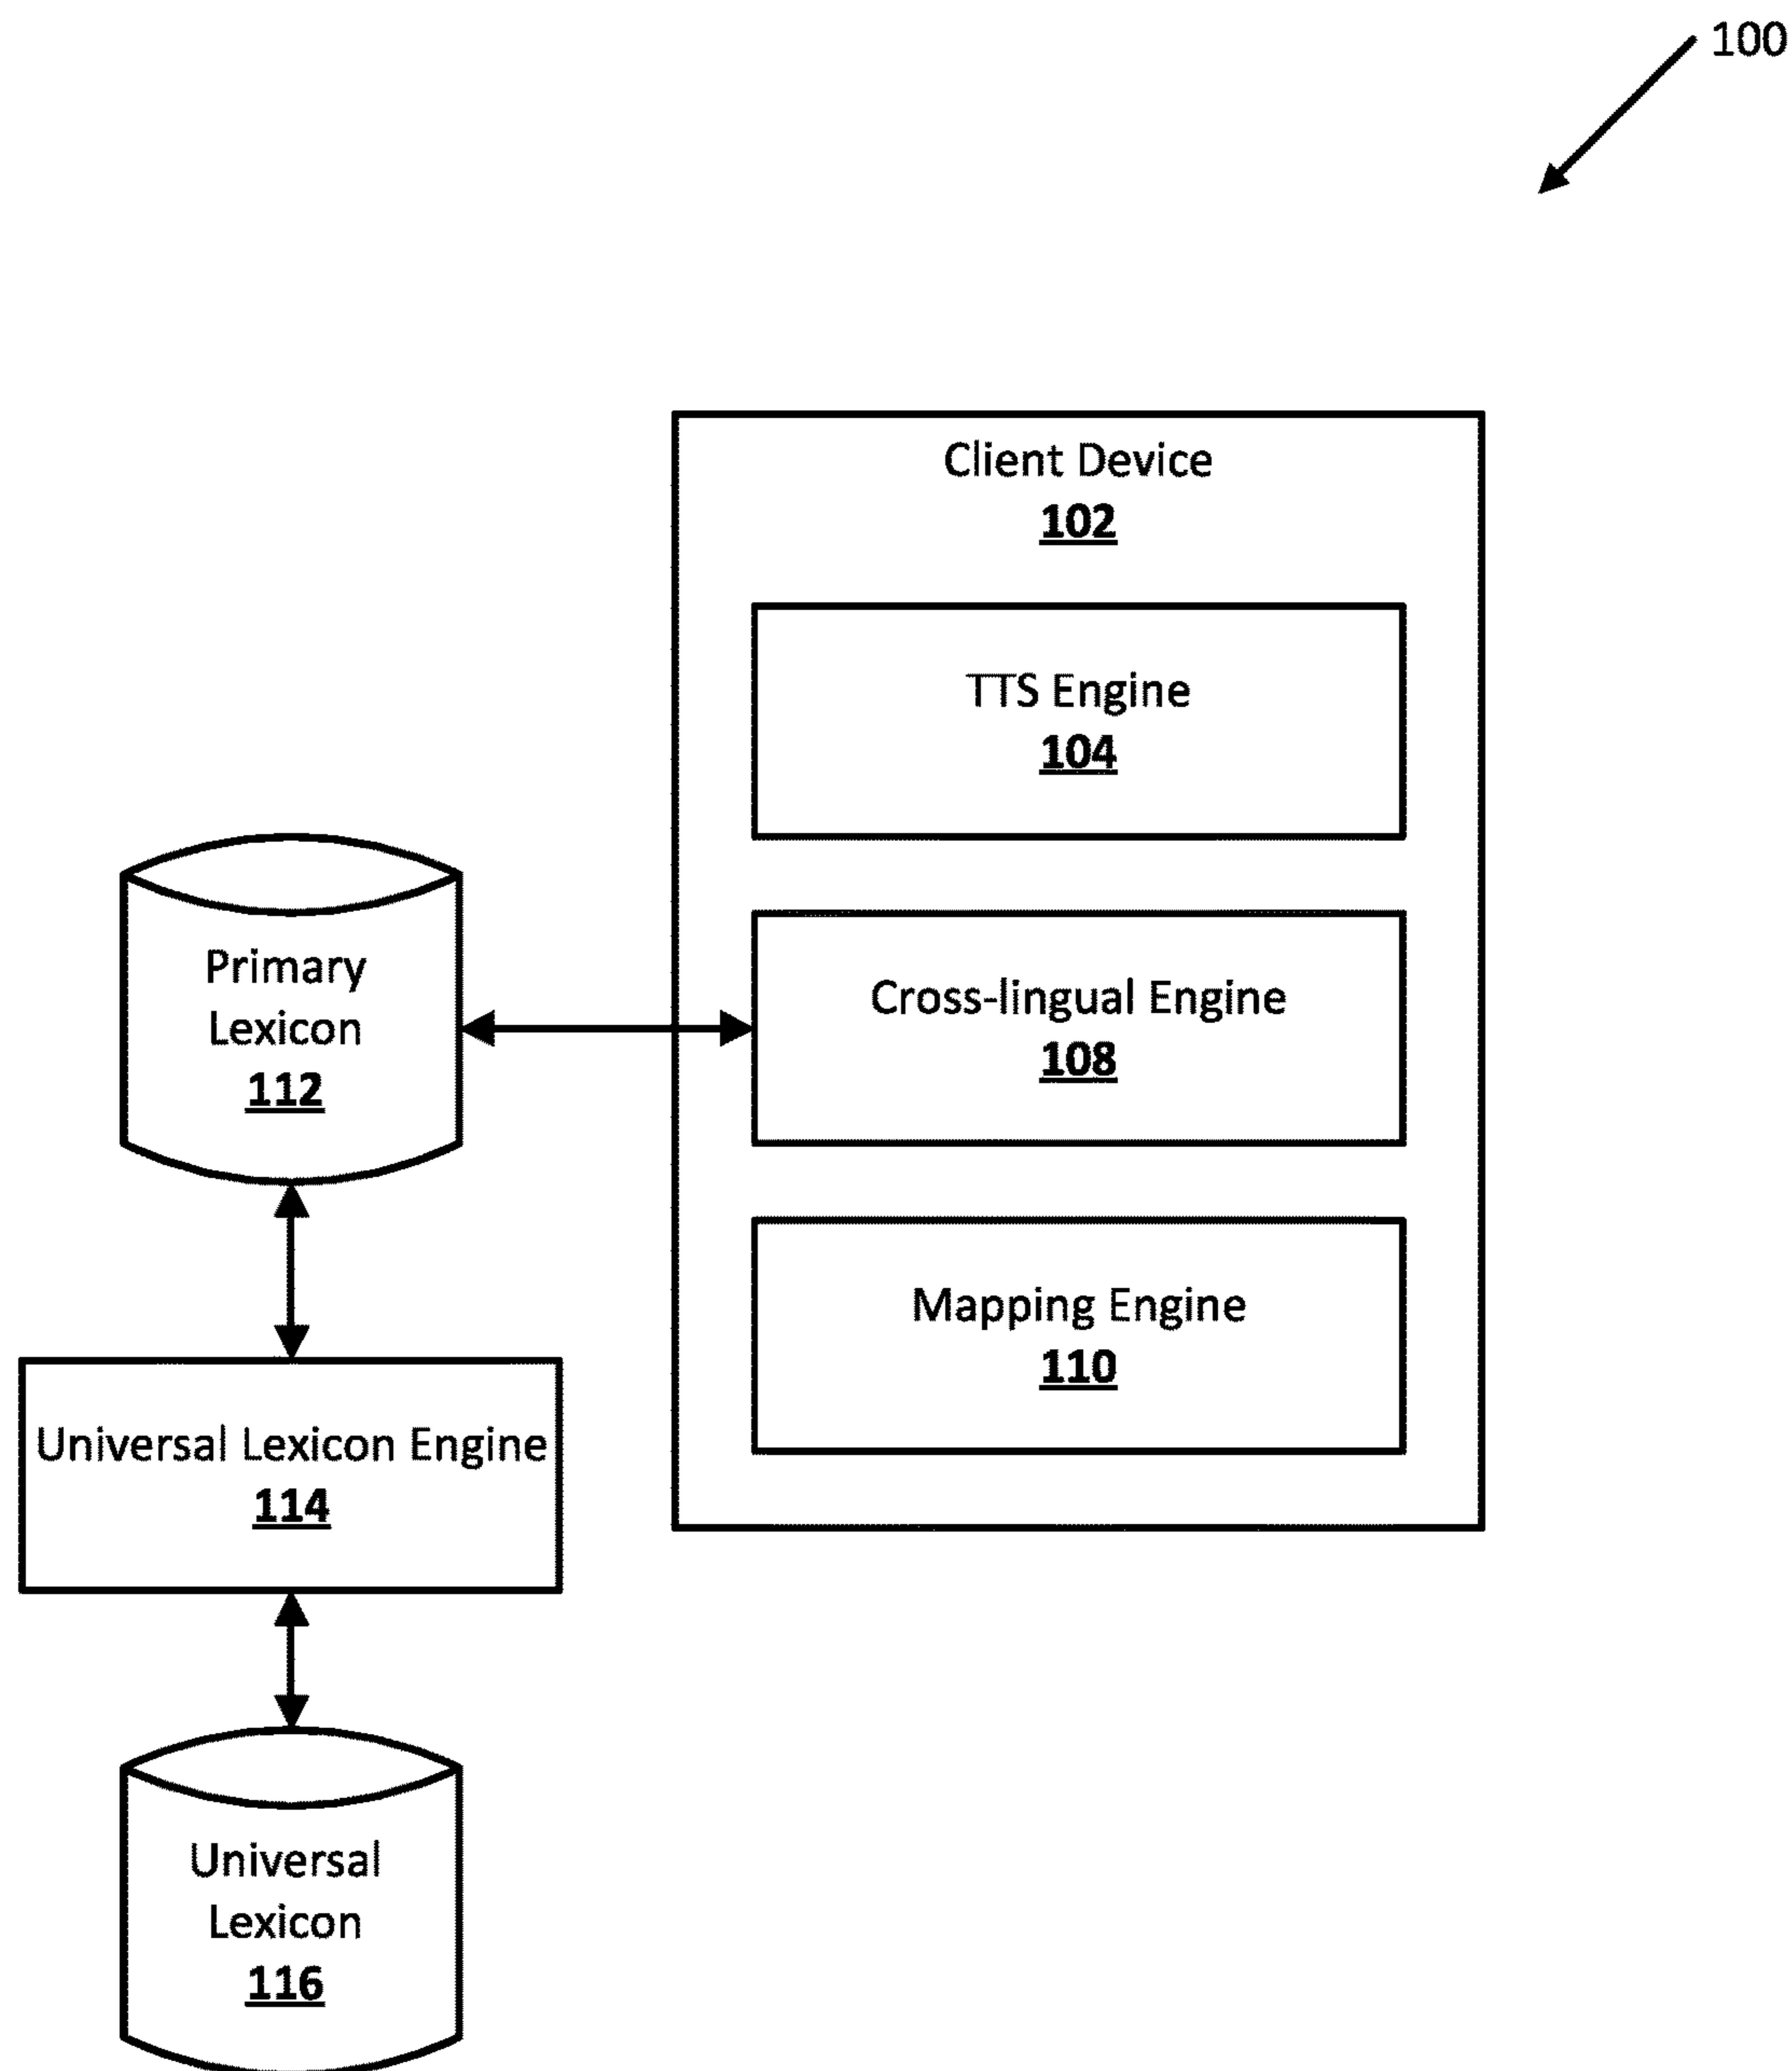 100
Client Device
102
TTS Engine
104
Primary
Lexicon
112
Cross-lingual Engine
108
Mapping Engine
110
Universal Lexicon Engine
114
Universal
Lexicon
116